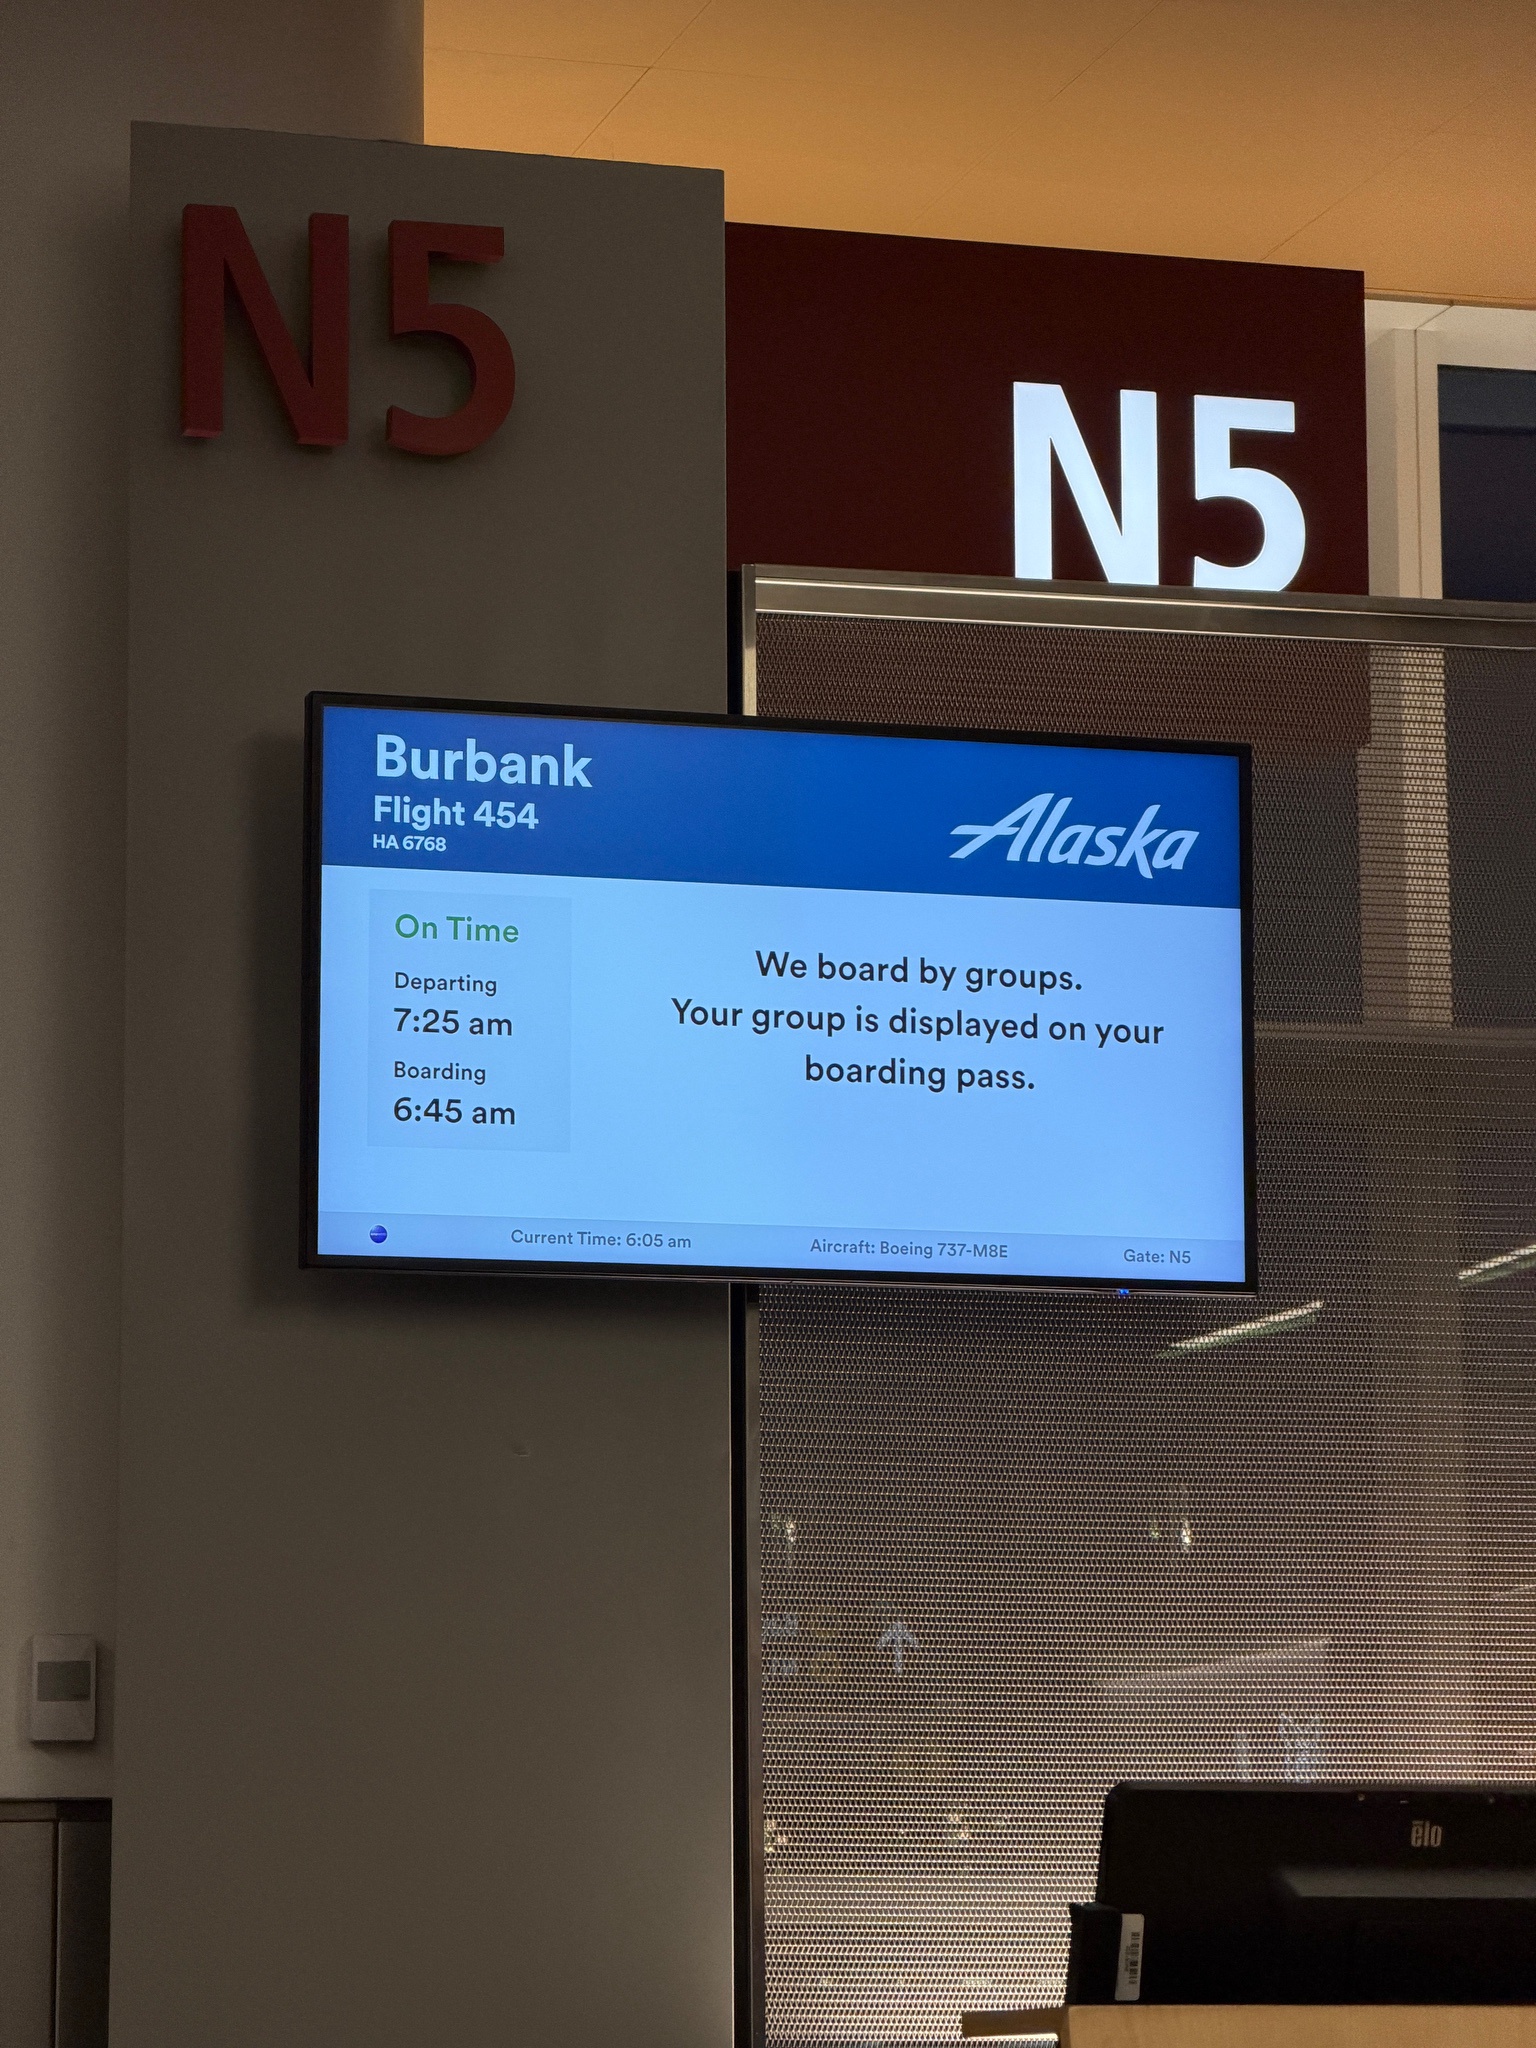 N5
N5
Burbank
Flight 454
HA 6768
Alaska
On Time
Departing
7:25 am
Boarding
6:45 am
We board by groups.
Your group is displayed on your
boarding pass.
Current Time: 6:05 am
Aircraft: Boeing 737-M8E
Gate: N5
elo